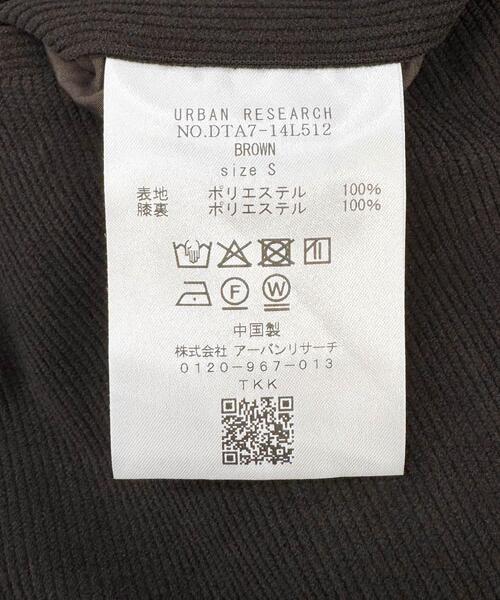 URBAN RESEARCH
NO.DTA7-14L512
BROWN
size S
表地 ポリエステル 100%
膝裏 ポリエステル 100%
F W
中国製
株式会社 アーバンリサーチ
0120-967-013
TKK